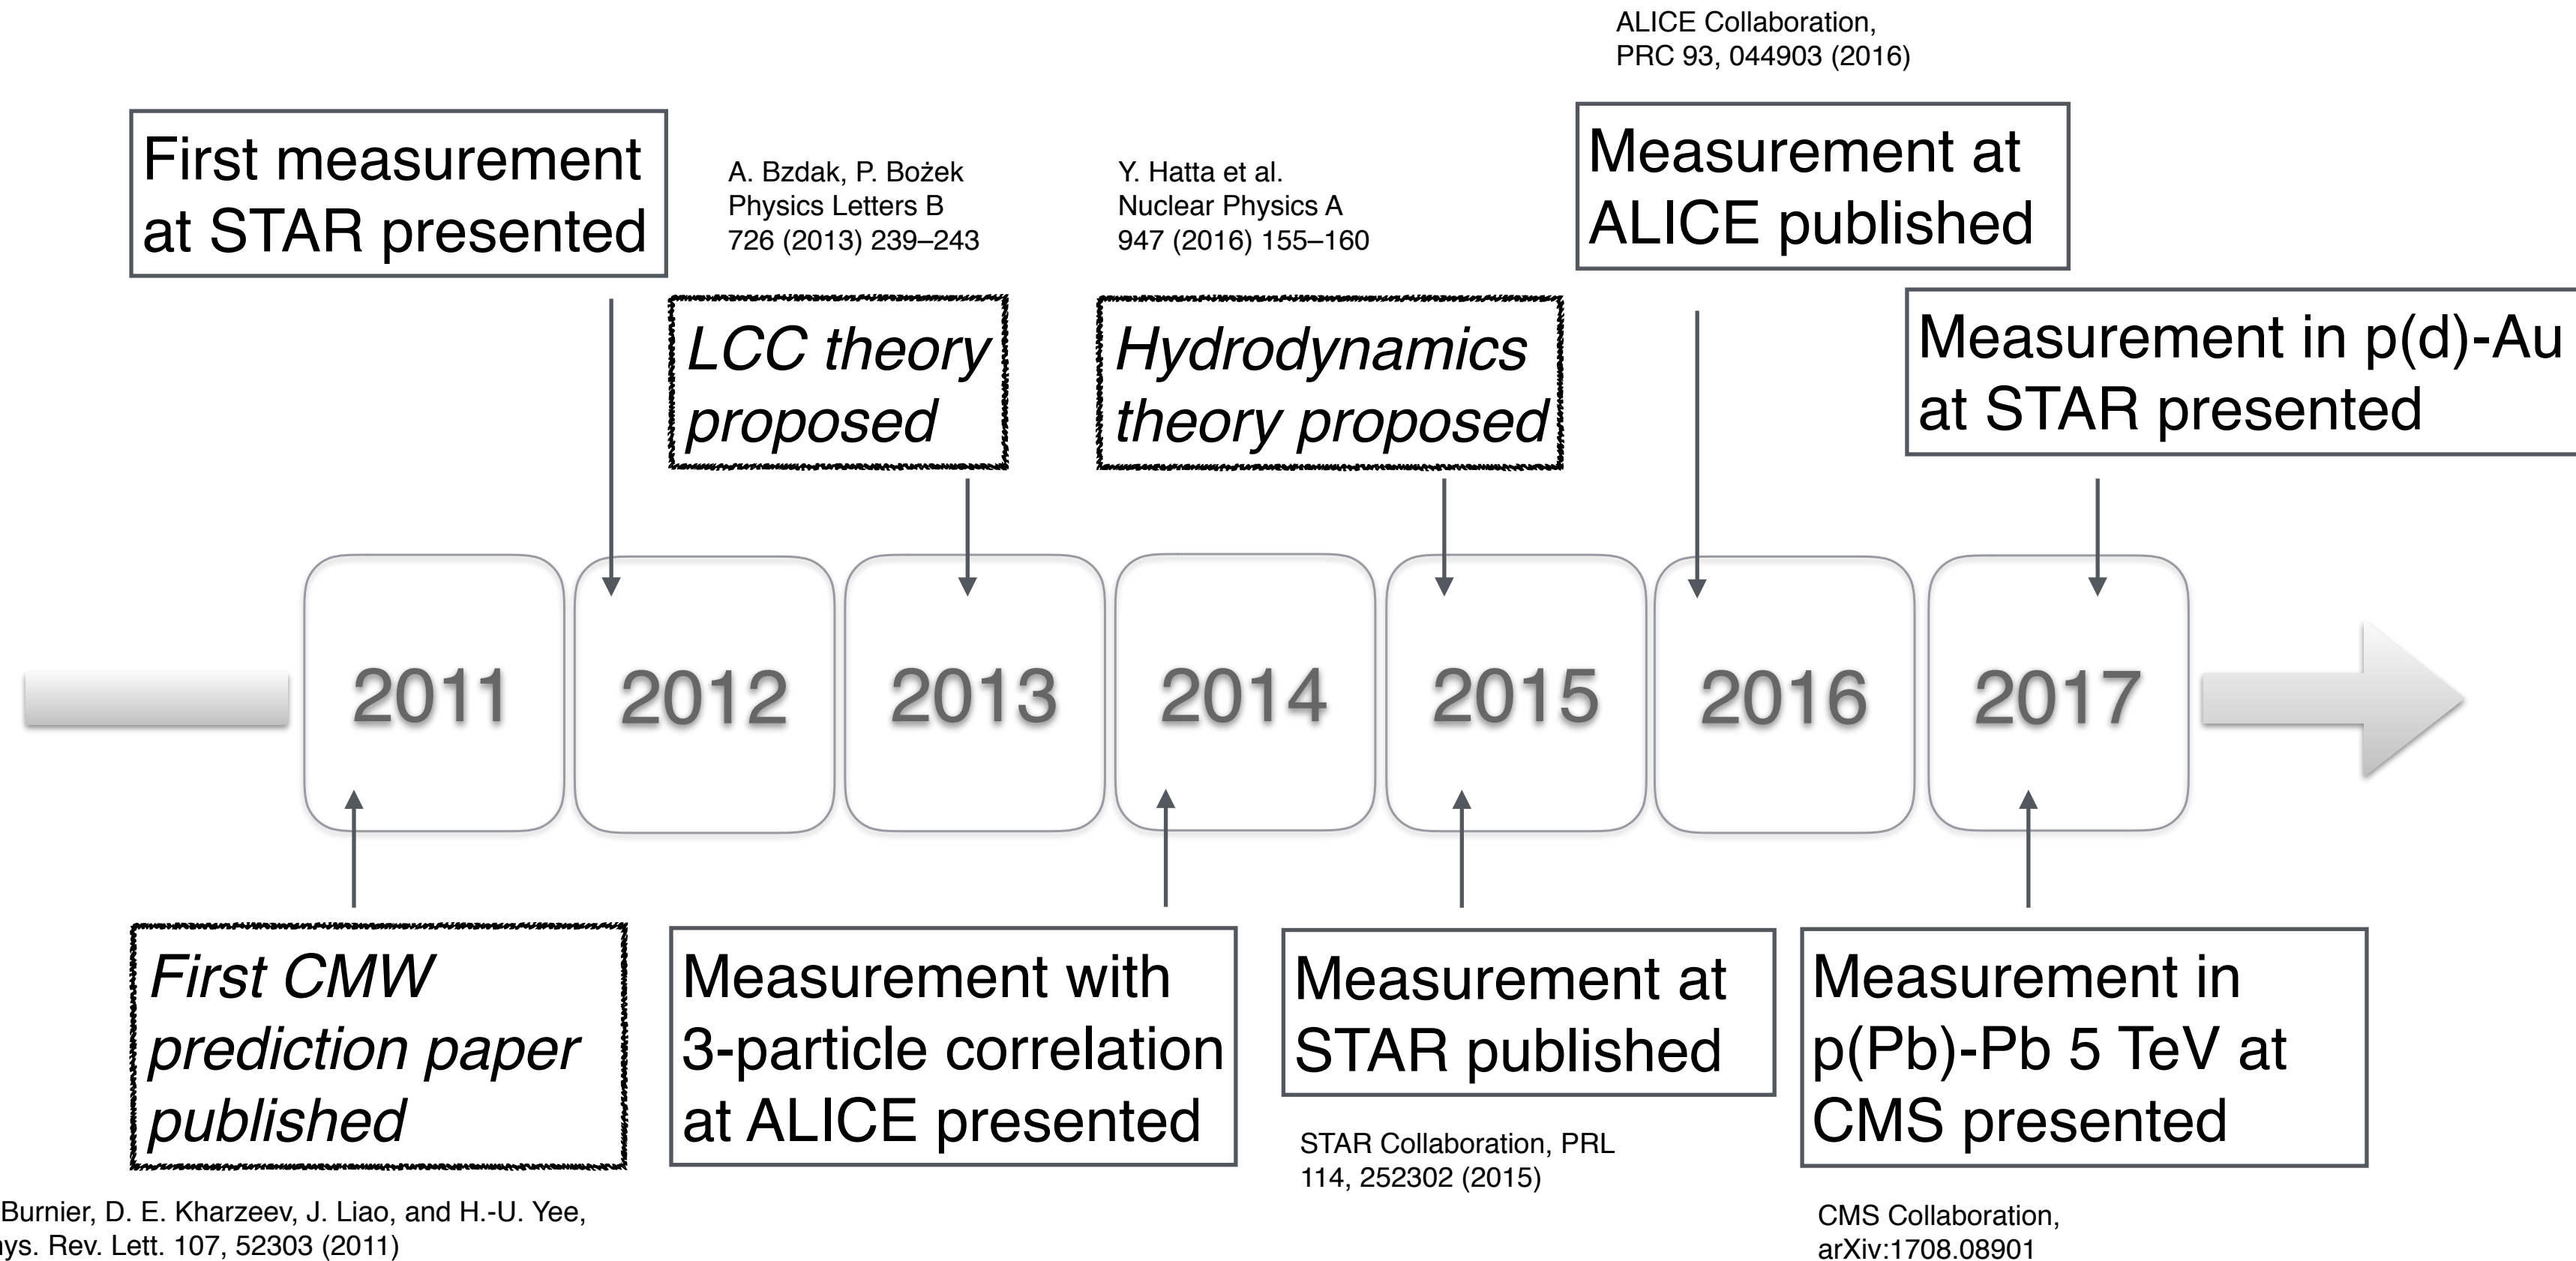 ALICE Collaboration,
PRC 93, 044903 (2016)
First measurement
at STAR presented
A. Bzdak, P. Bożek
Physics Letters B
726 (2013) 239–243
Y. Hatta et al.
Nuclear Physics A
947 (2016) 155–160
Measurement at
ALICE published
LCC theory
proposed
Hydrodynamics
theory proposed
Measurement in p(d)-Au
at STAR presented
2011
2012
2013
2014
2015
2016
2017
First CMW
prediction paper
published
Measurement with
3-particle correlation
at ALICE presented
Measurement at
STAR published
Measurement in
p(Pb)-Pb 5 TeV at
CMS presented
STAR Collaboration, PRL
114, 252302 (2015)
Burnier, D. E. Kharzeev, J. Liao, and H.-U. Yee,
ys. Rev. Lett. 107, 52303 (2011)
CMS Collaboration,
arXiv:1708.08901